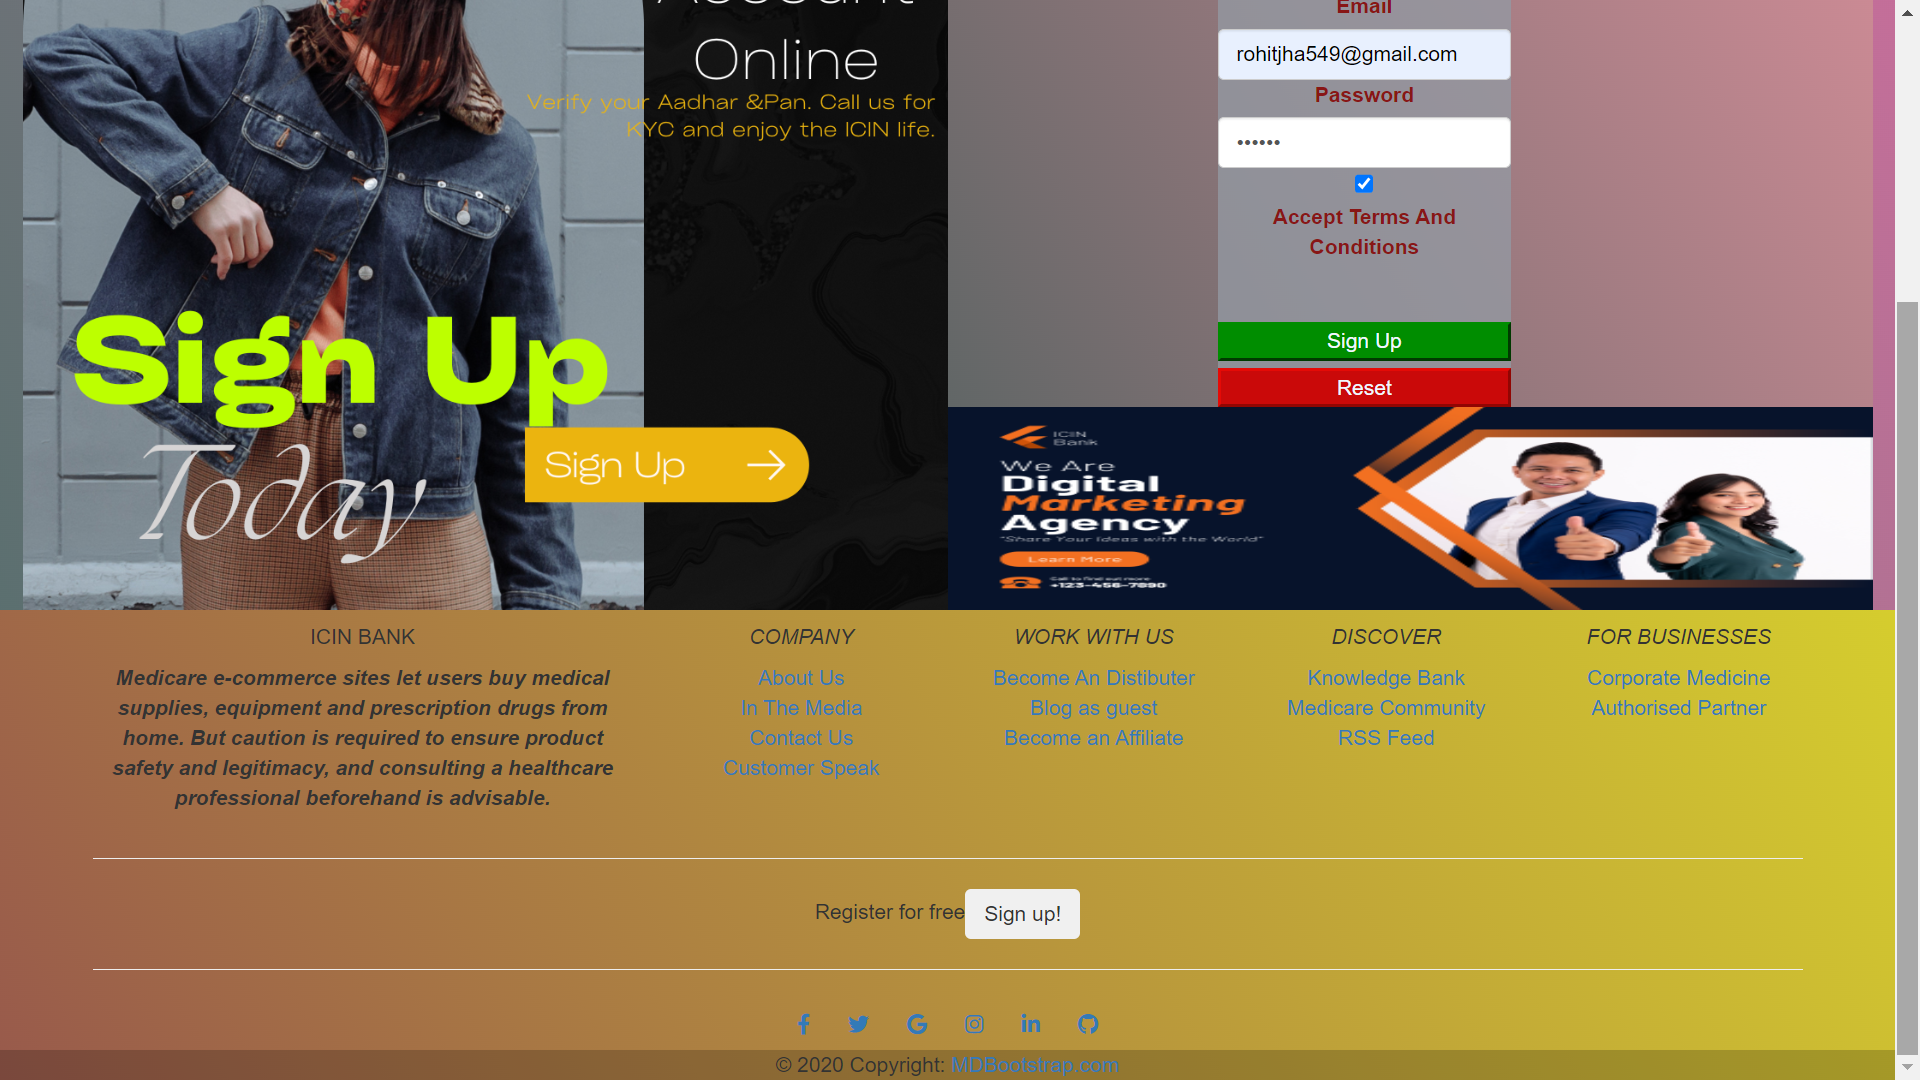 Online
Verify your Aadhar &Pan. Call us for
KYC and enjoy the ICIN life.
Sign Up
Today
Sign Up
Email
rohitjha549@gmail.com
Password
••••••
Accept Terms And
Conditions
Sign Up
Reset
ICIN
Bank
We Are
Digital
Marketing
Agency
"Share Your Ideas with the World"
Learn More
Call to find out more
+123-456-7890
ICIN BANK
Medicare e-commerce sites let users buy medical
supplies, equipment and prescription drugs from
home. But caution is required to ensure product
safety and legitimacy, and consulting a healthcare
professional beforehand is advisable.
COMPANY
About Us
In The Media
Contact Us
Customer Speak
WORK WITH US
Become An Distibuter
Blog as guest
Become an Affiliate
DISCOVER
Knowledge Bank
Medicare Community
RSS Feed
FOR BUSINESSES
Corporate Medicine
Authorised Partner
Register for free Sign up!
© 2020 Copyright: MDBootstrap.com